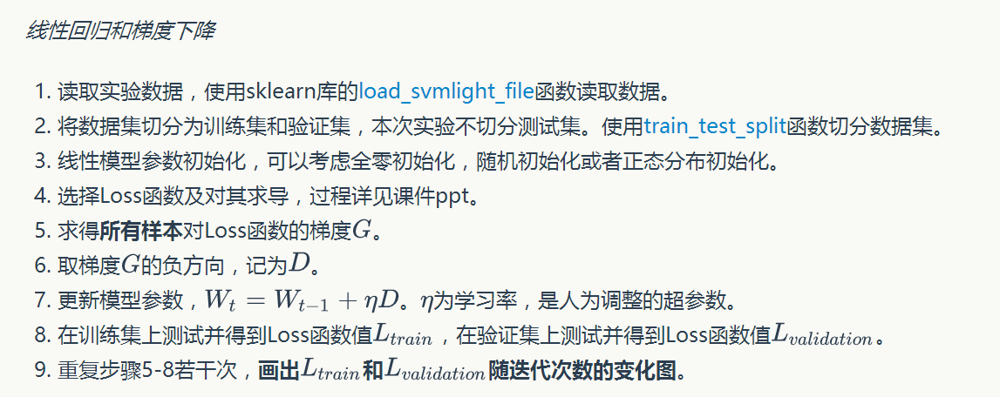 线性回归和梯度下降
1. 读取实验数据，使用sklearn库的load_svmlight_file函数读取数据。
2. 将数据集切分为训练集和验证集，本次实验不切分测试集。使用train_test_split函数切分数据集。
3. 线性模型参数初始化，可以考虑全零初始化，随机初始化或者正态分布初始化。
4. 选择Loss函数及对其求导，过程详见课件ppt。
5. 求得所有样本对Loss函数的梯度G。
6. 取梯度G的负方向，记为D。
7. 更新模型参数，W_t = W_{t-1} + ηD。η为学习率，是人为调整的超参数。
8. 在训练集上测试并得到Loss函数值L_{train}，在验证集上测试并得到Loss函数值L_{validation}。
9. 重复步骤5-8若干次，画出L_{train}和L_{validation}随迭代次数的变化图。